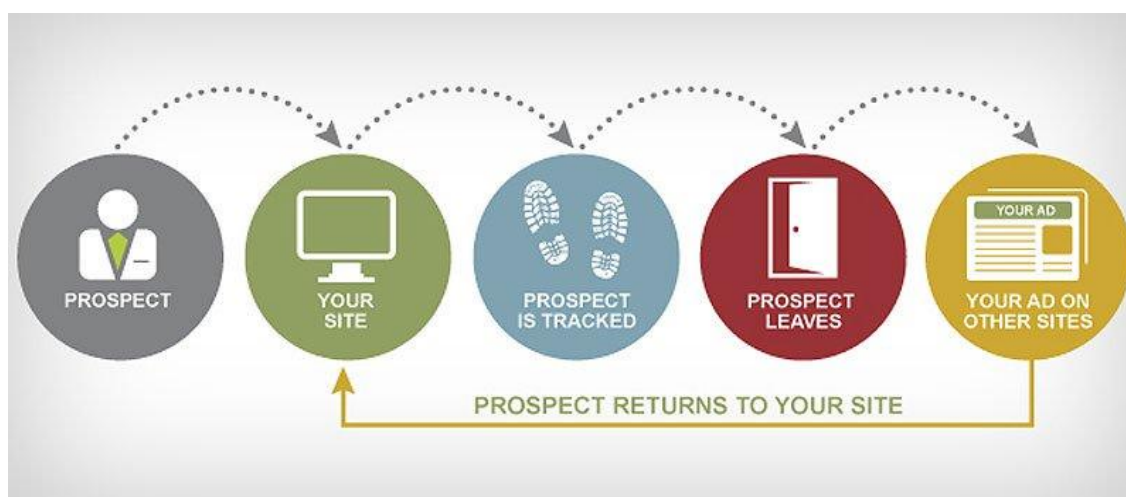 PROSPECT
YOUR
SITE
PROSPECT
IS TRACKED
PROSPECT
LEAVES
YOUR AD
YOUR AD ON
OTHER SITES
PROSPECT RETURNS TO YOUR SITE